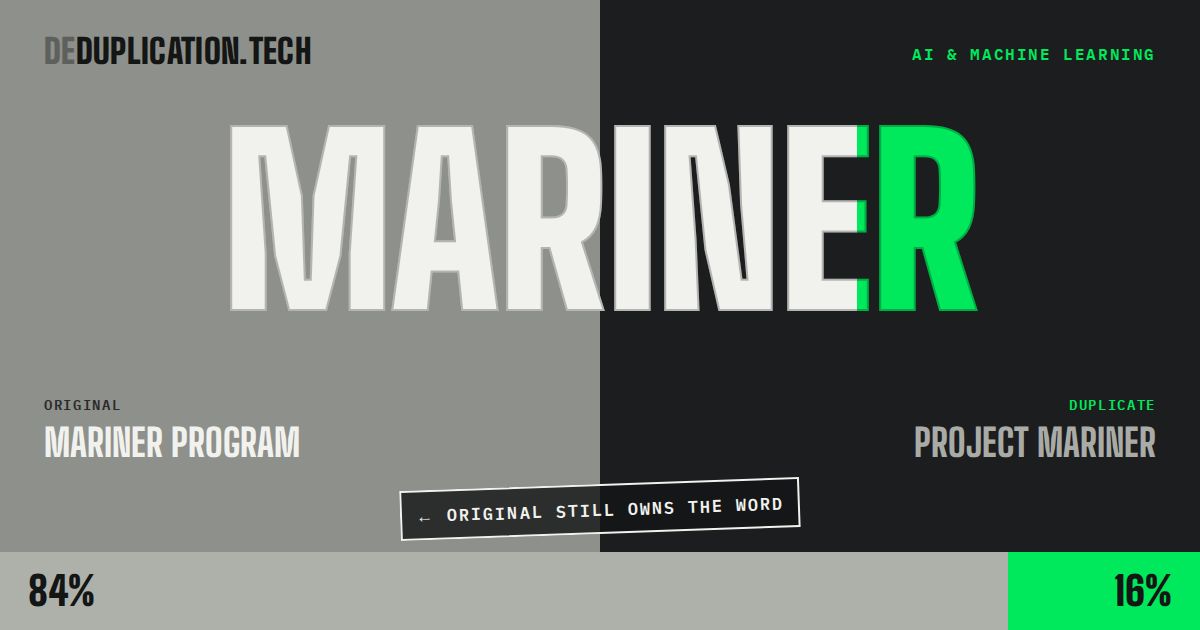 DEDUPLICATION.TECH
AI & MACHINE LEARNING
MARINER
ORIGINAL
MARINER PROGRAM
DUPLICATE
PROJECT MARINER
← ORIGINAL STILL OWNS THE WORD
84%
16%